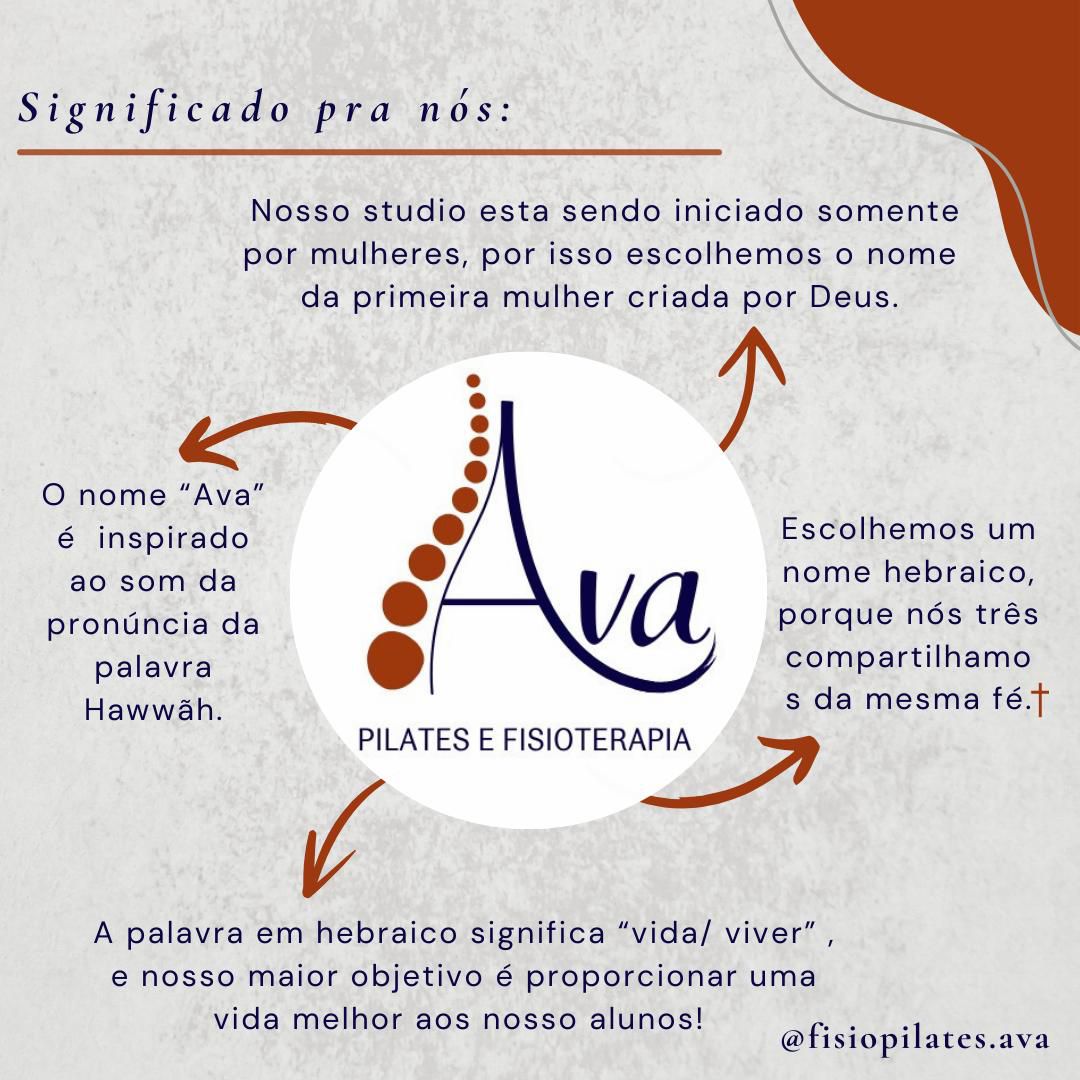 Significado pra nós:
Nosso studio esta sendo iniciado somente
por mulheres, por isso escolhemos o nome
da primeira mulher criada por Deus.
O nome “Ava”
é  inspirado
ao som da
pronúncia da
palavra
Hawwãh.
Ava
PILATES E FISIOTERAPIA
Escolhemos um
nome hebraico,
porque nós três
compartilhamo
s da mesma fé.†
A palavra em hebraico significa “vida/ viver” ,
e nosso maior objetivo é proporcionar uma
vida melhor aos nosso alunos!
@fisiopilates.ava